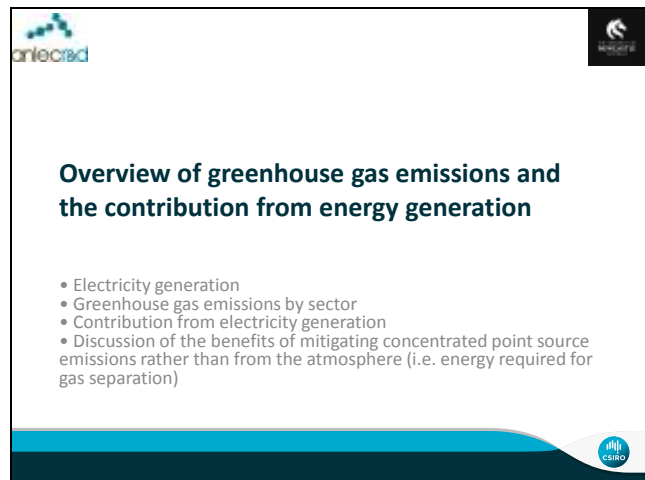 anlecr&d
NEWCASTLE
Overview of greenhouse gas emissions and
the contribution from energy generation
• Electricity generation
• Greenhouse gas emissions by sector
• Contribution from electricity generation
• Discussion of the benefits of mitigating concentrated point source
emissions rather than from the atmosphere (i.e. energy required for
gas separation)
CSIRO